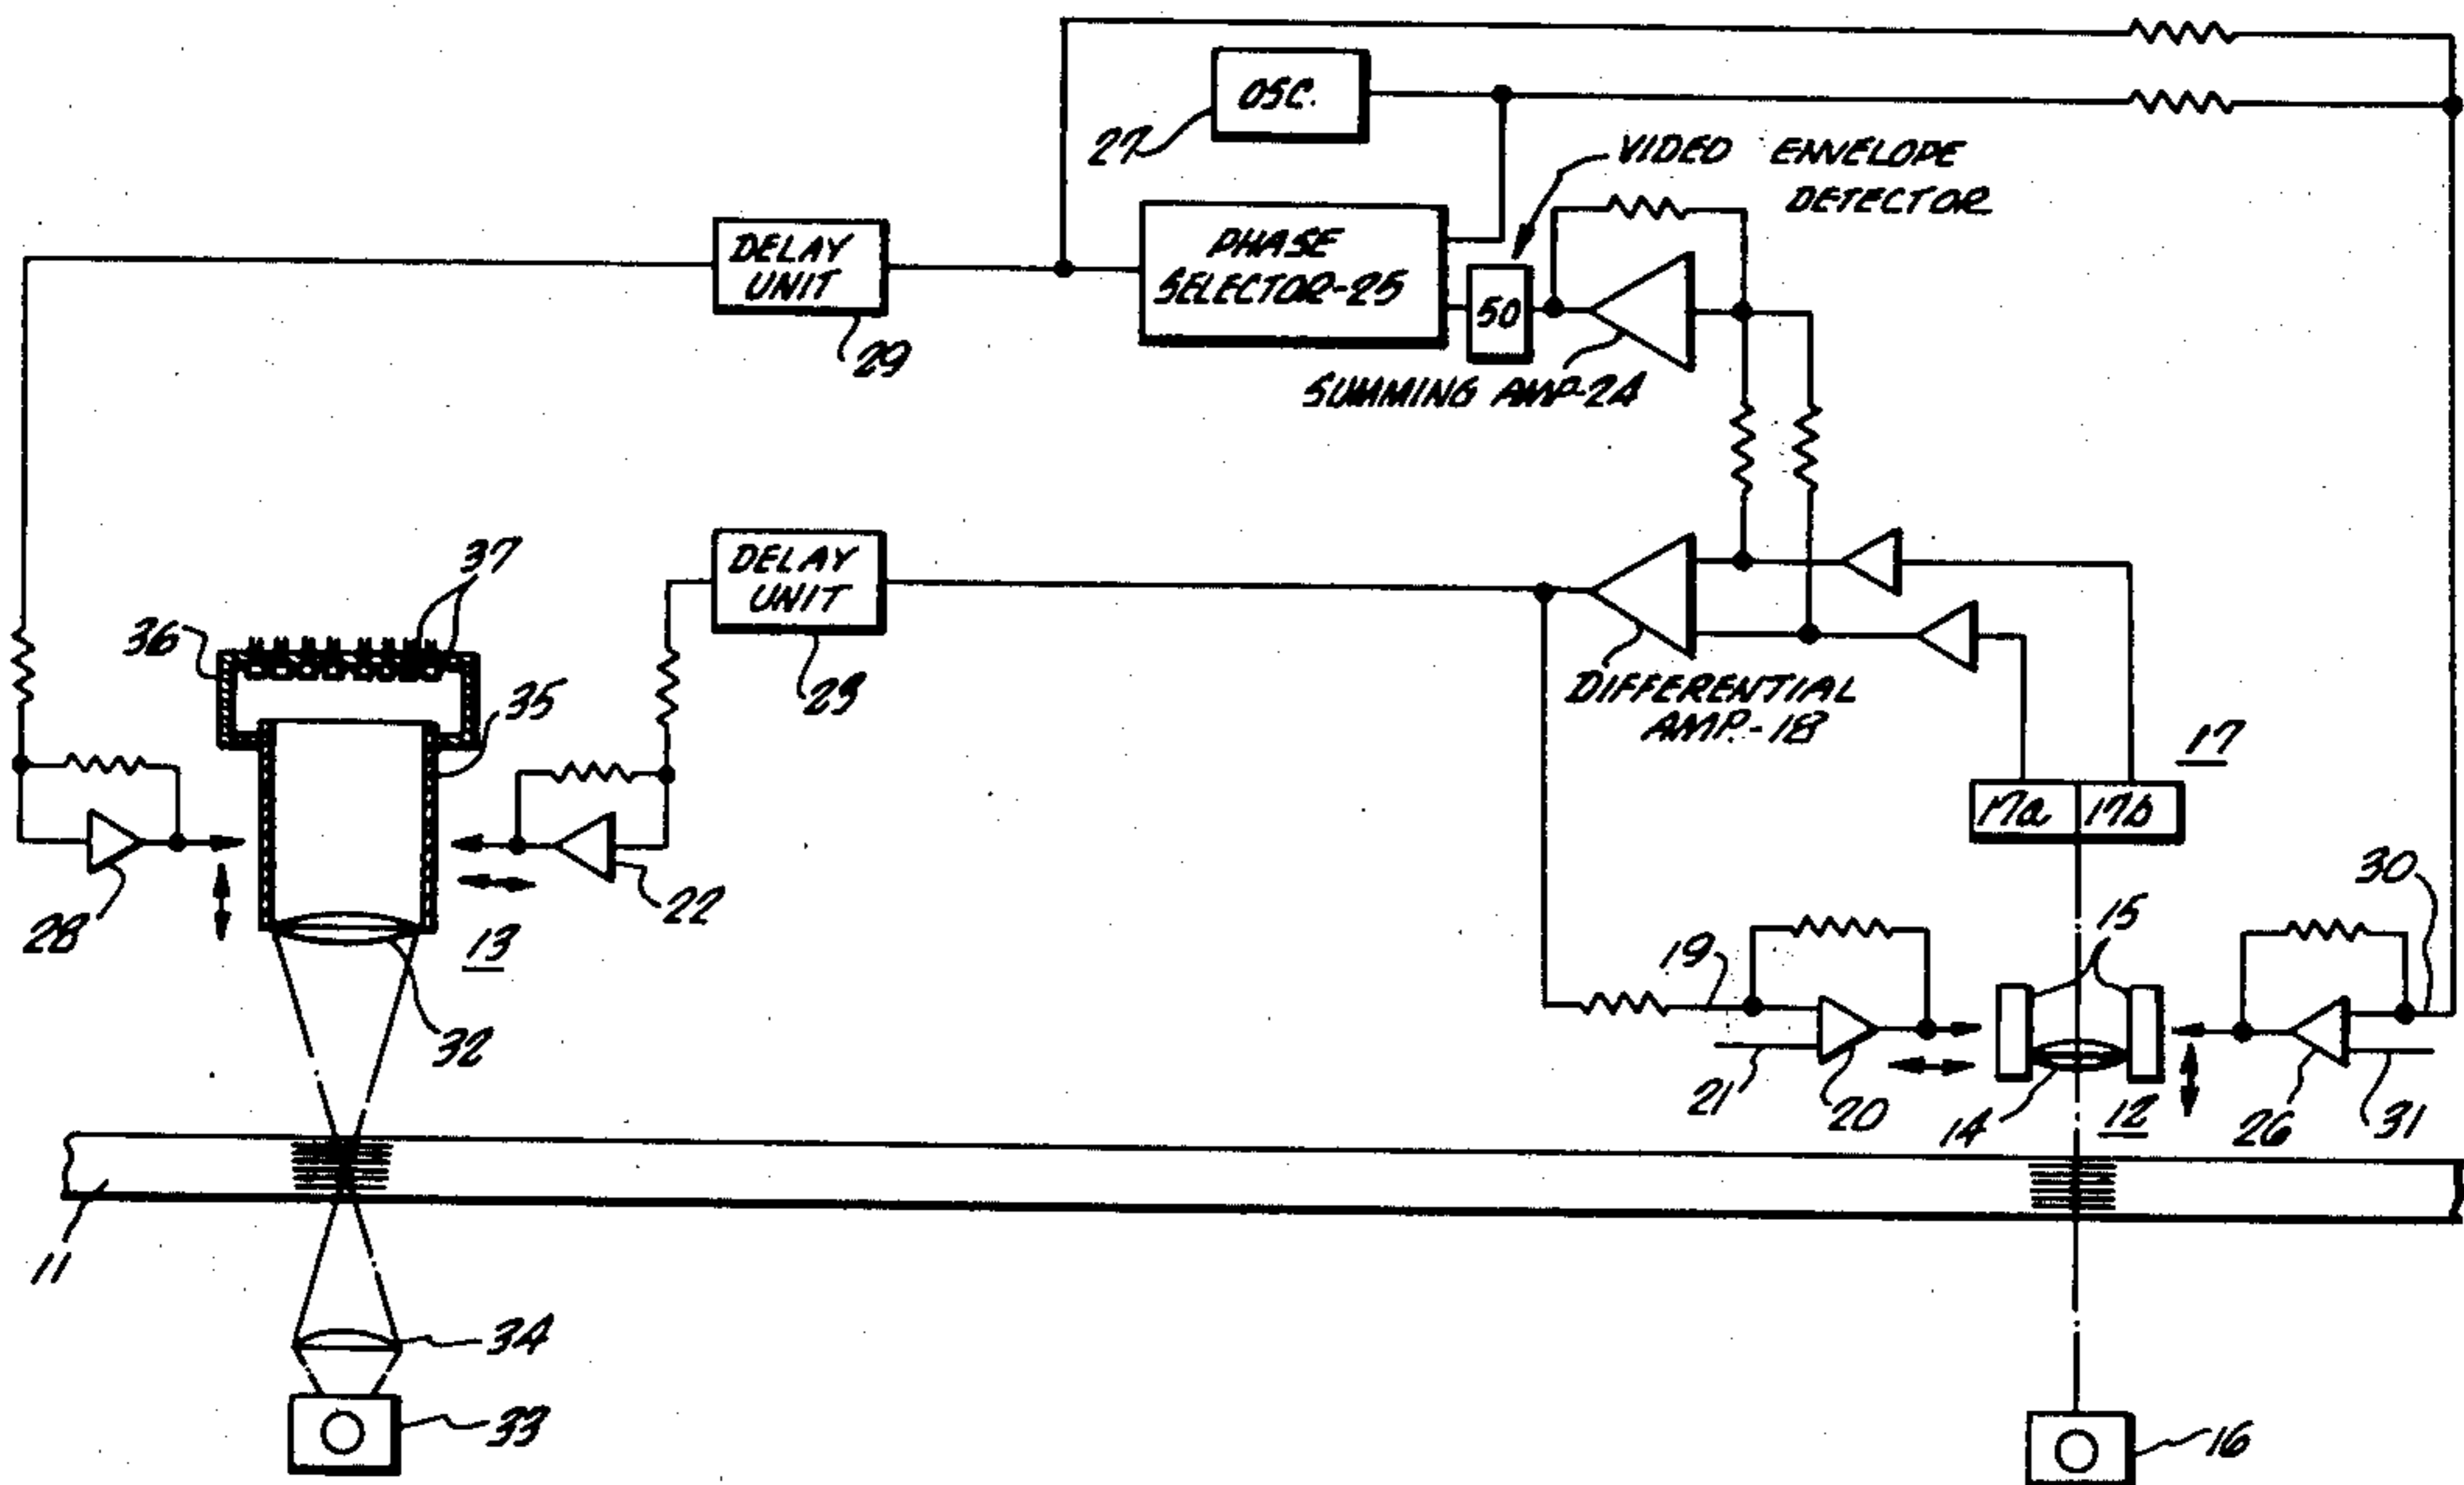 OSC.
27
VIDEO ENVELOPE
DETECTOR
DELAY
UNIT
29
PHASE
SELECTOR-25
50
SUMMING AMP-24
37
36
35
DELAY
UNIT
23
DIFFERENTIAL
AMP.-18
17
17a 17b
28
22
13
32
19
21
20
15
14
12
30
26
31
11
34
33
16